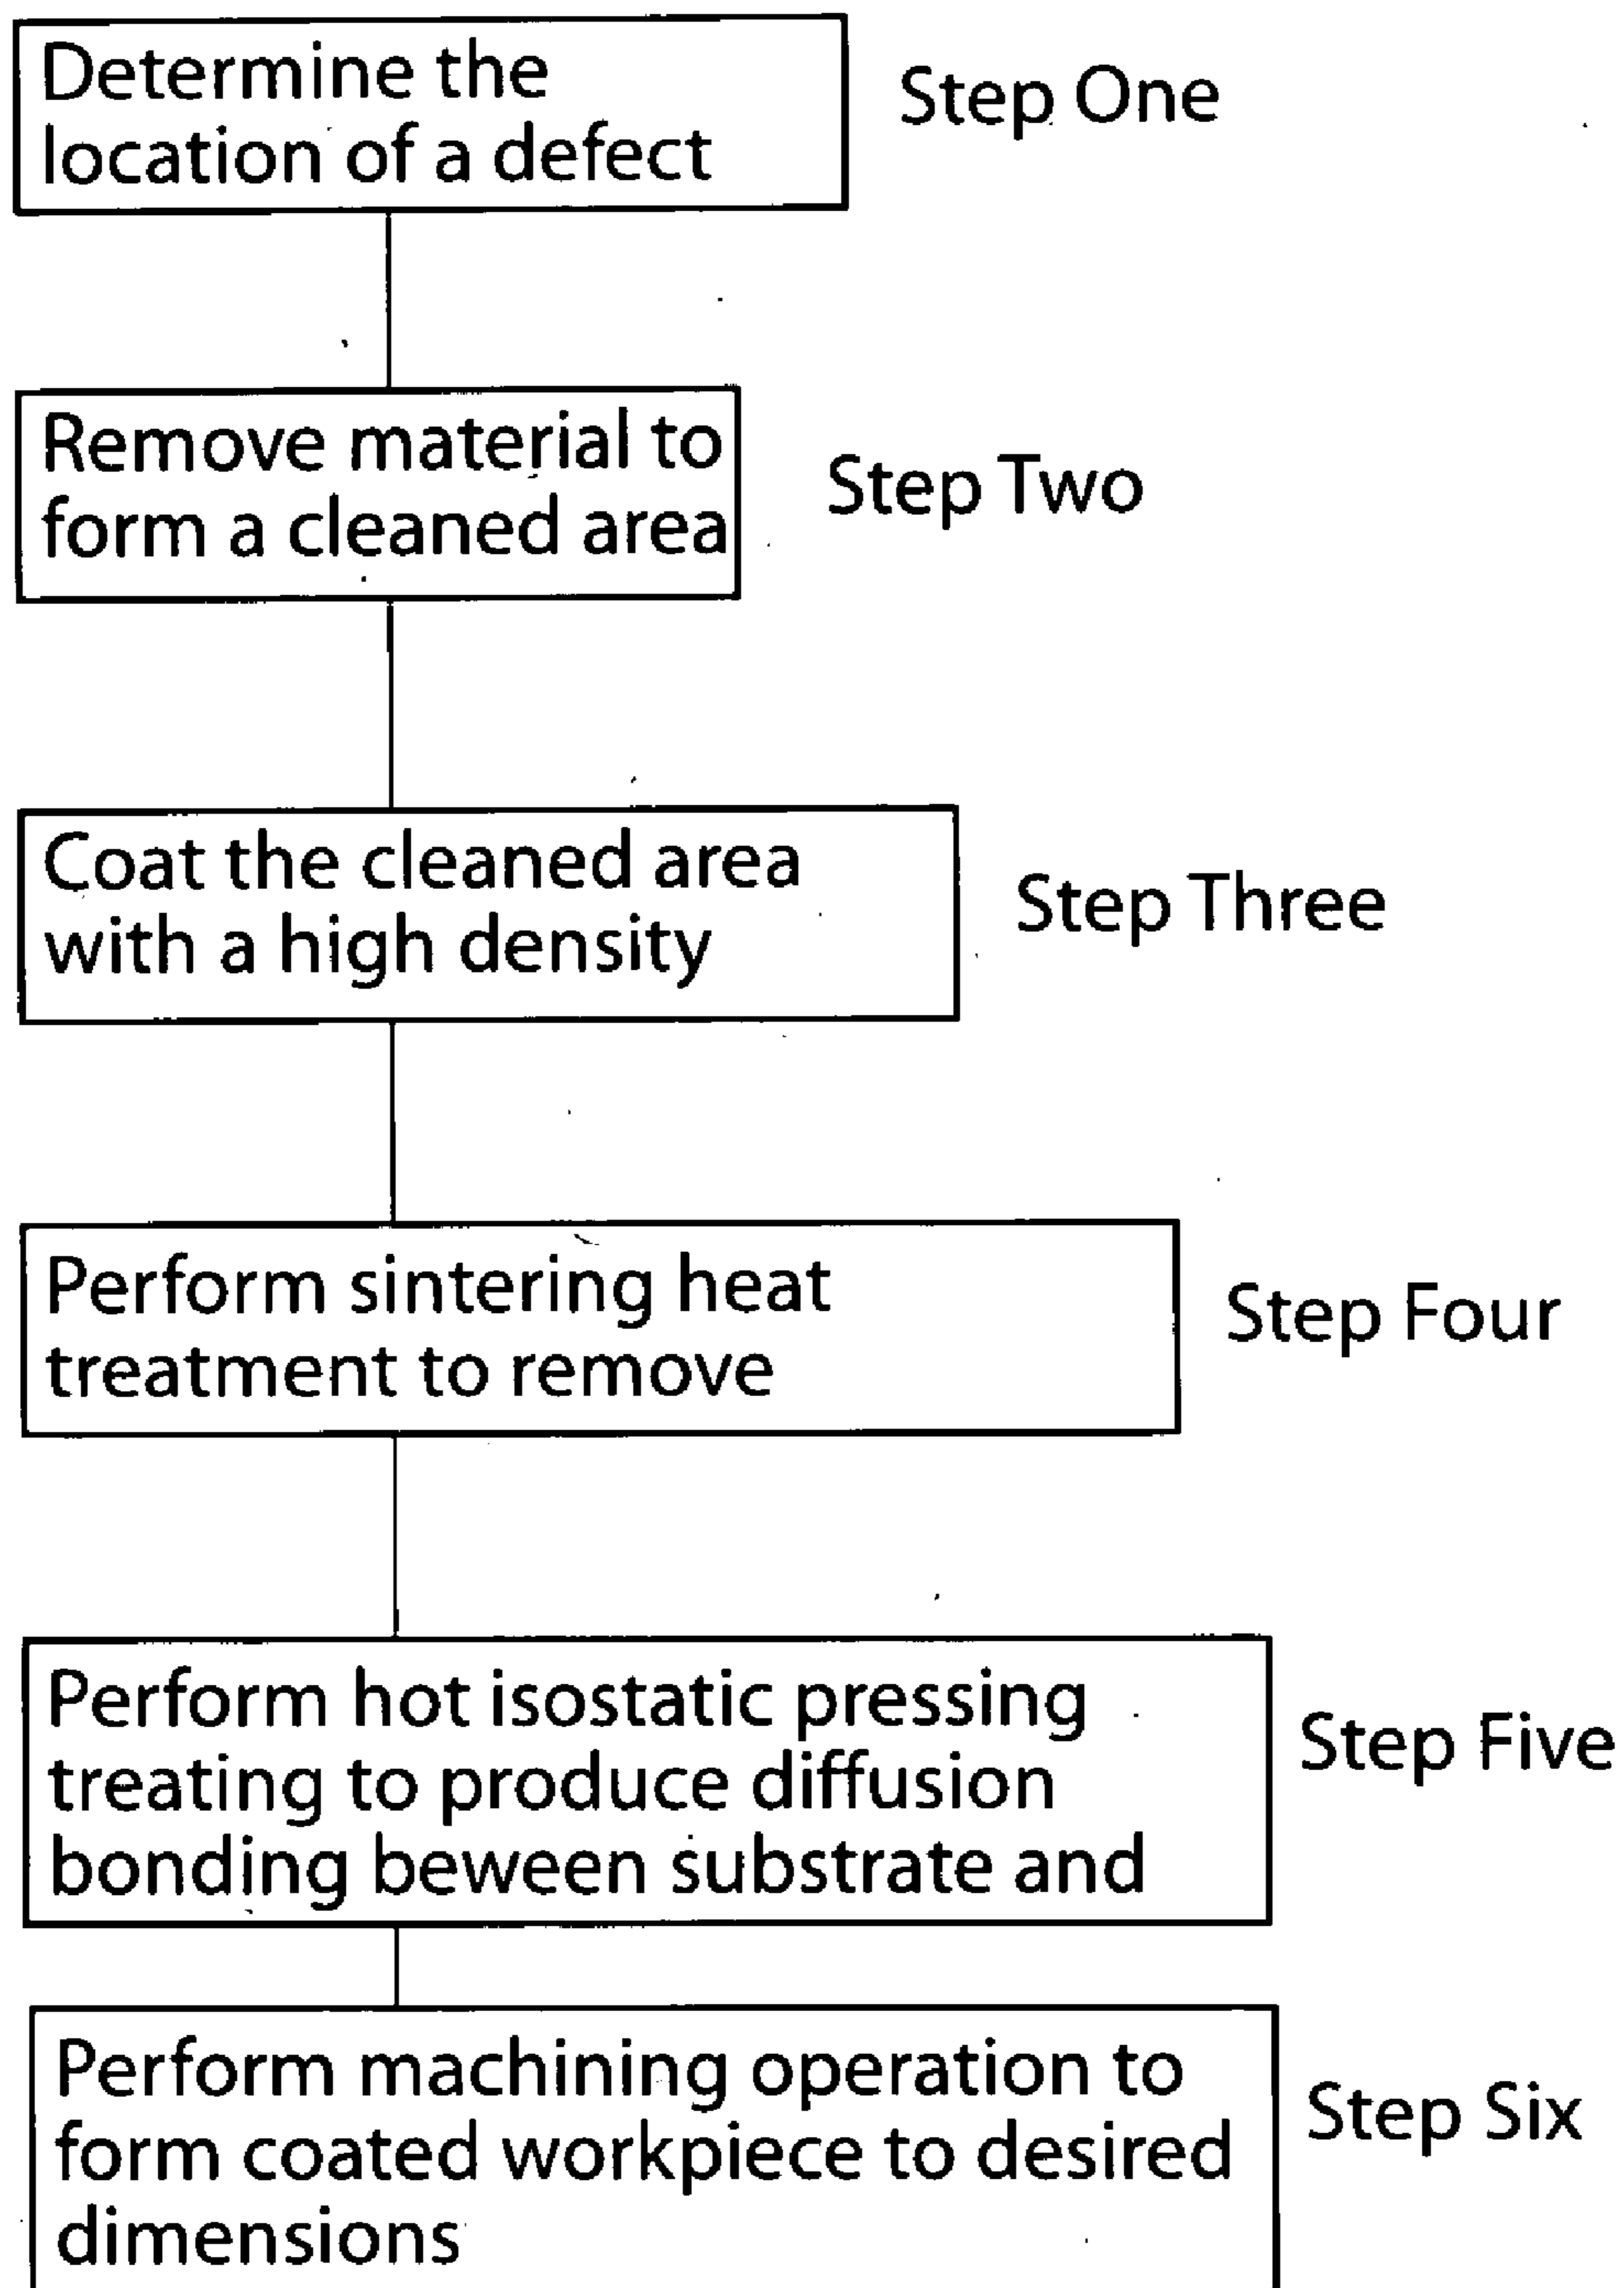 Determine the
location of a defect
Step One
Remove material to
form a cleaned area
Step Two
Coat the cleaned area
with a high density
Step Three
Perform sintering heat
treatment to remove
Step Four
Perform hot isostatic pressing
treating to produce diffusion
bonding beween substrate and
Step Five
Perform machining operation to
form coated workpiece to desired
dimensions
Step Six